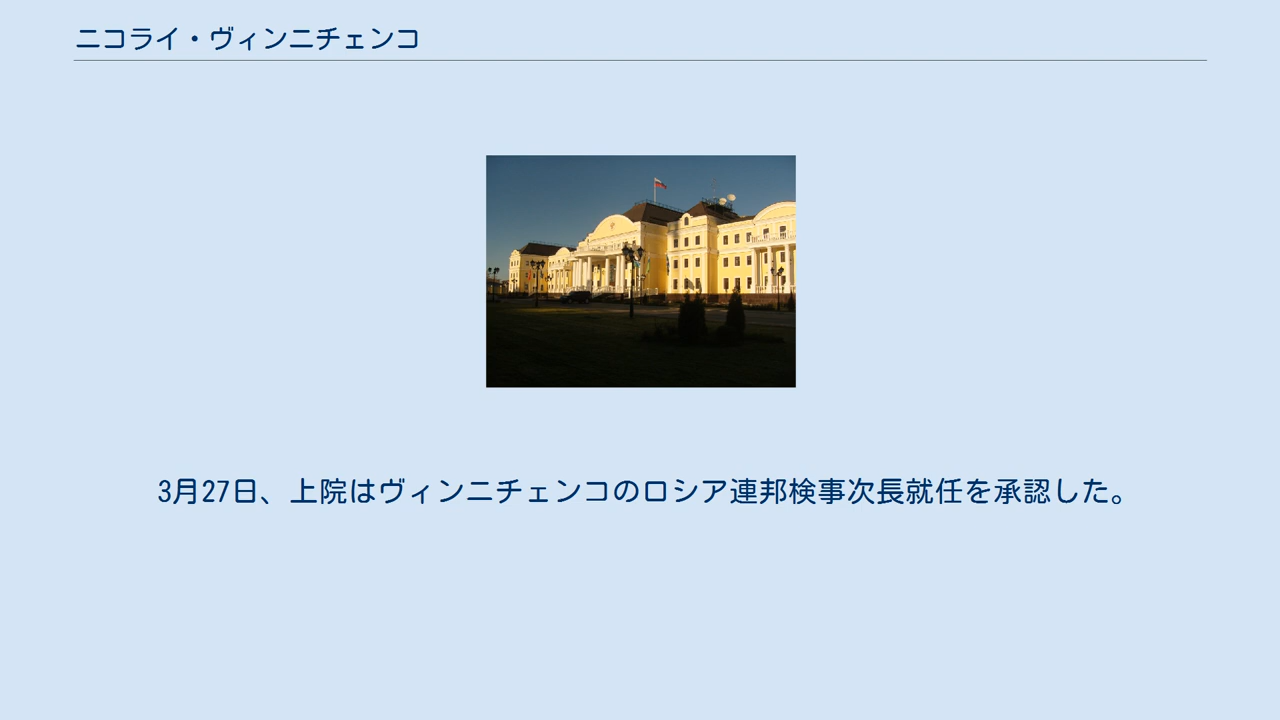 ニコライ・ヴィンニチェンコ
3月27日、上院はヴィンニチェンコのロシア連邦検事次長就任を承認した。